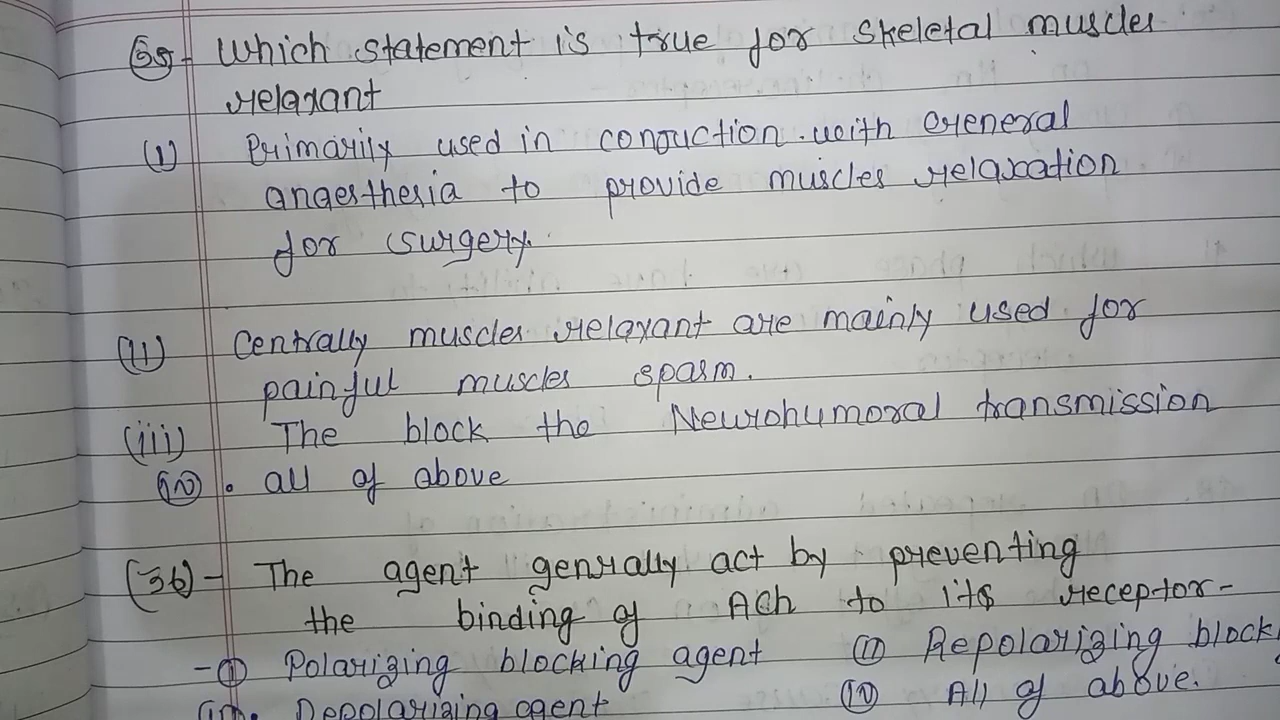 35- Which statement is true for skeletal muscles
relaxant
(i) Primarily used in conjuction with General
anaesthesia to provide muscles relaxation
for surgery.
(ii) Centrally muscles relaxant are mainly used for
painful muscles spasm.
(iii) The block the Neurohumoral transmission
(iv). all of above
(36)- The agent genrally act by preventing
the binding of ACh to its receptor-
-(i) Polarizing blocking agent (ii) Repolarizing block
(iii). Depolarizing agent (iv) All of above.